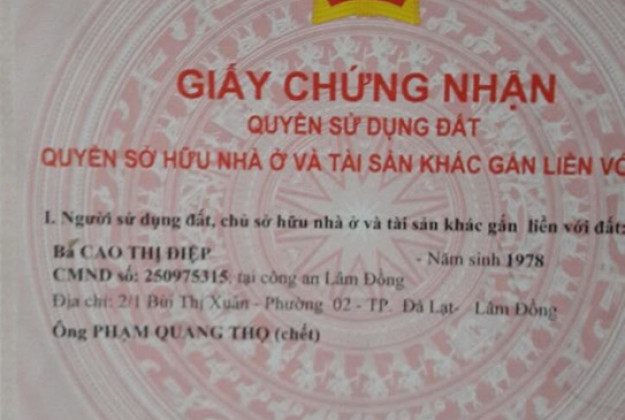 GIẤY CHỨNG NHẬN
QUYỀN SỬ DỤNG ĐẤT
QUYỀN SỞ HỮU NHÀ Ở VÀ TÀI SẢN KHÁC GẮN LIỀN VỚ
I. Người sử dụng đất, chủ sở hữu nhà ở và tài sản khác gắn liền với đất:
Bà CAO THỊ ĐIỆP - Năm sinh 1978
CMND số: 250975315, tại công an Lâm Đồng
Địa chỉ: 2/1 Bùi Thị Xuân - Phường 02 - TP. Đà Lạt- Lâm Đồng
Ông PHẠM QUANG THỌ (chết)